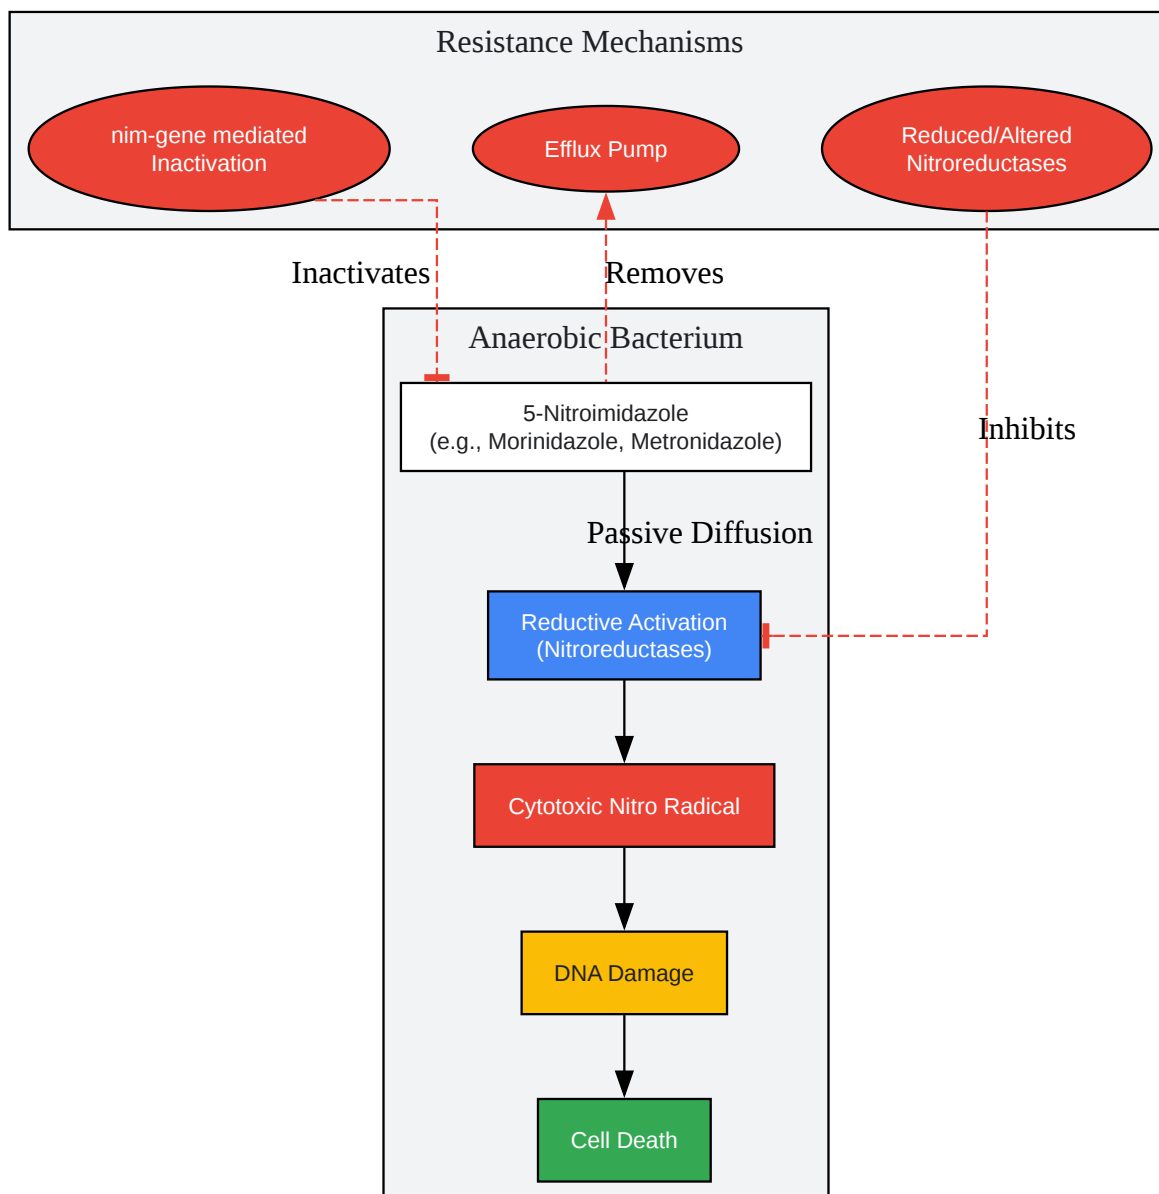 Resistance Mechanisms
nim-gene mediated
Inactivation
Efflux Pump
Reduced/Altered
Nitroreductases
Inactivates
Removes
Anaerobic Bacterium
5-Nitroimidazole
(e.g., Morinidazole, Metronidazole)
Inhibits
Passive Diffusion
Reductive Activation
(Nitroreductases)
Cytotoxic Nitro Radical
DNA Damage
Cell Death